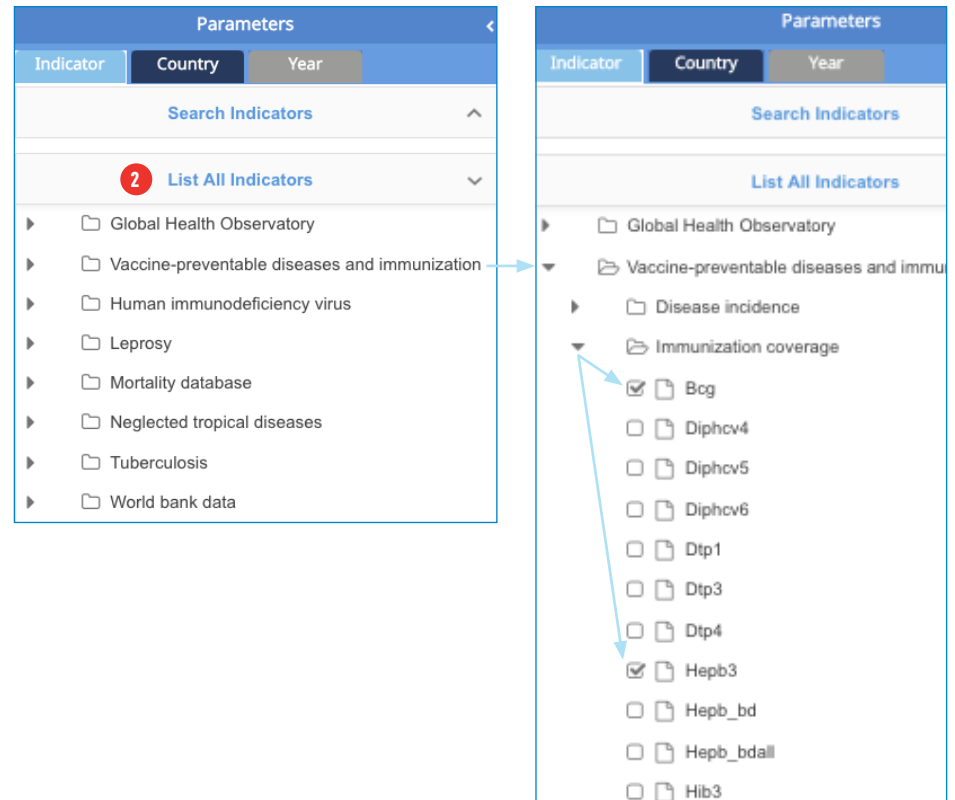 Parameters
Indicator Country Year
Search Indicators
2 List All Indicators
Global Health Observatory
Vaccine-preventable diseases and immunization
Human immunodeficiency virus
Leprosy
Mortality database
Neglected tropical diseases
Tuberculosis
World bank data
Parameters
Indicator Country Year
Search Indicators
List All Indicators
Global Health Observatory
Vaccine-preventable diseases and immu
Disease incidence
Immunization coverage
Bcg
Diphcv4
Diphcv5
Diphcv6
Dtp1
Dtp3
Dtp4
Hepb3
Hepb_bd
Hepb_bdall
Hib3